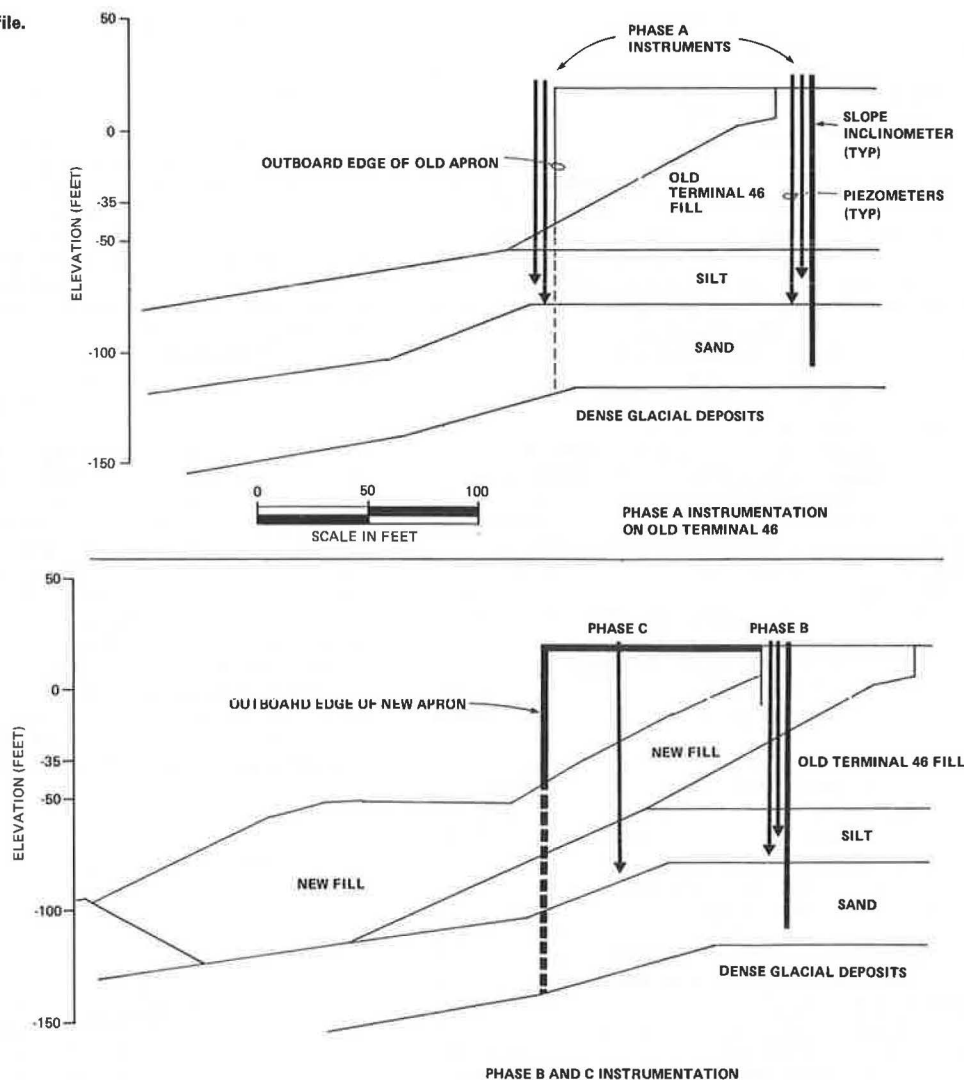 file.
50
0
-35
-50
-100
-150
ELEVATION (FEET)
PHASE A
INSTRUMENTS
OUTBOARD EDGE OF OLD APRON
OLD
TERMINAL 46
FILL
SLOPE
INCLINOMETER
(TYP)
PIEZOMETERS
(TYP)
SILT
SAND
DENSE GLACIAL DEPOSITS
0
50
100
SCALE IN FEET
PHASE A INSTRUMENTATION
ON OLD TERMINAL 46
50
0
-35
-50
-100
-150
ELEVATION (FEET)
PHASE C
PHASE B
OUTBOARD EDGE OF NEW APRON
NEW FILL
OLD TERMINAL 46 FILL
SILT
NEW FILL
SAND
DENSE GLACIAL DEPOSITS
PHASE B AND C INSTRUMENTATION